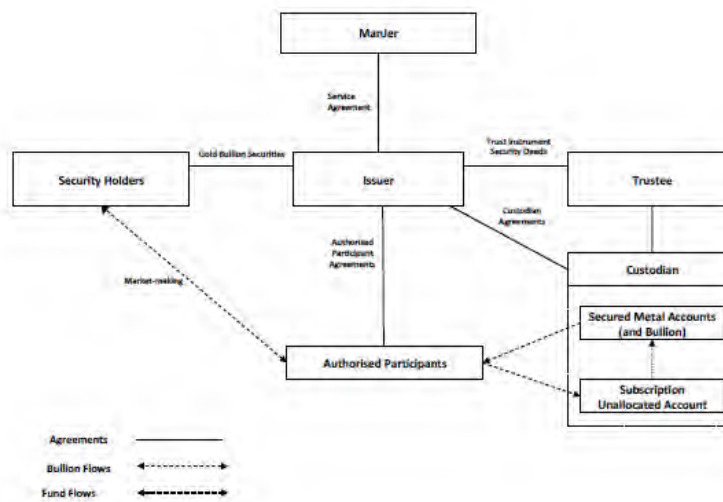 ManJer
Service
Agreement
Gold Bullion Securities
Trust Instrument
Security Deeds
Security Holders
Issuer
Trustee
Custodian
Agreements
Authorised
Participant
Agreements
Custodian
Market-making
Secured Metal Accounts
(and Bullion)
Authorised Participants
Subscription
Unallocated Account
Agreements
Bullion Flows
Fund Flows